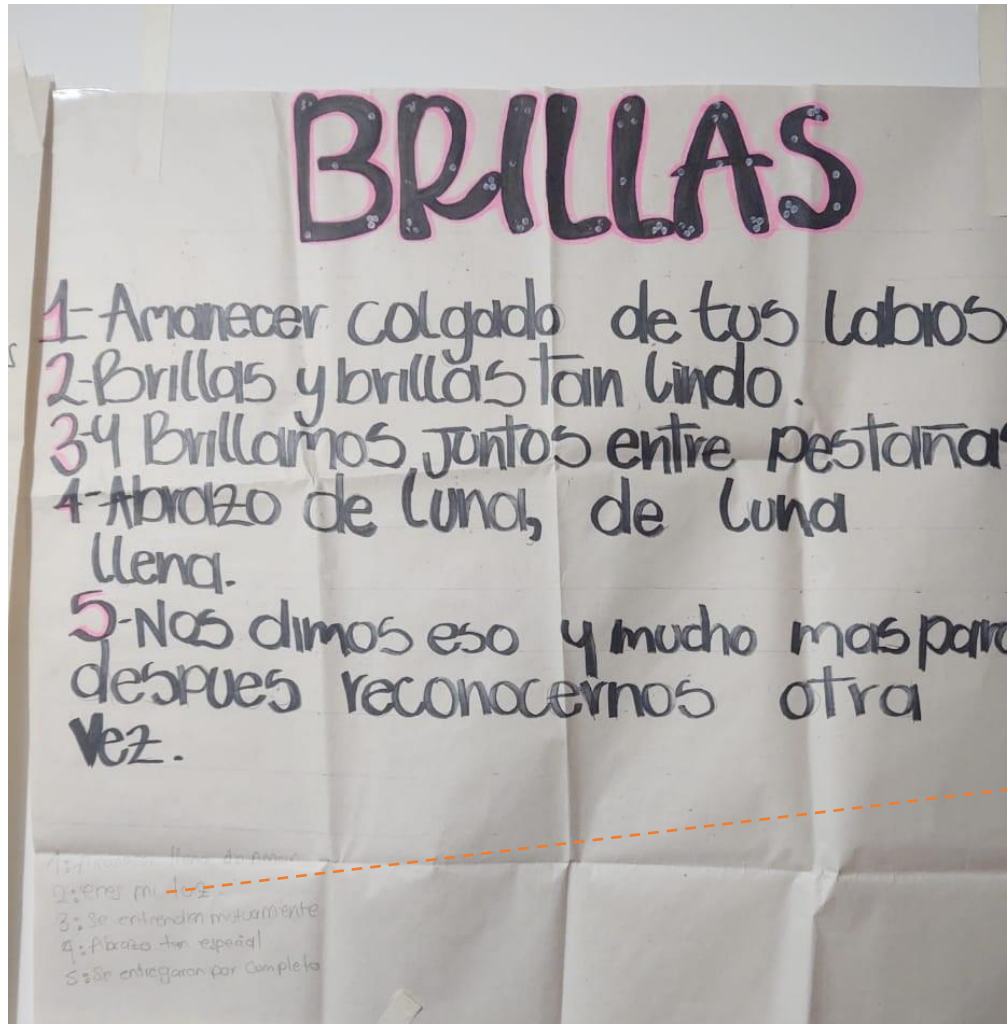 BRILLAS
1-Amanecer colgado de tus labios
2-Brillas y brillas tan lindo.
3-Y Brillamos juntos entre pestañas
4-Abrazo de luna, de luna
llena.
5-Nos dimos eso y mucho mas para
despues reconocernos otra
vez.
2: eres mi luz
3: Se entienden mutuamente
4: Abrazo tan especial
5: Se entregaron por completo